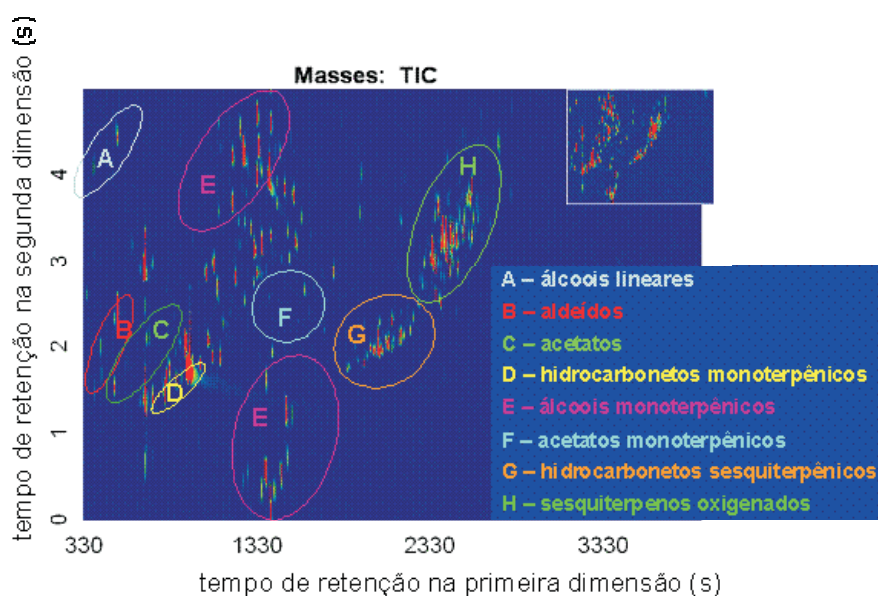 Masses: TIC
tempo de retenção na segunda dimensão (s)
4
3
2
1
0
A
E
H
B
C
F
G
D
E
A – álcoois lineares
B – aldeídos
C – acetatos
D – hidrocarbonetos monoterpênicos
E – álcoois monoterpênicos
F – acetatos monoterpênicos
G – hidrocarbonetos sesquiterpênicos
H – sesquiterpenos oxigenados
330 1330 2330 3330
tempo de retenção na primeira dimensão (s)